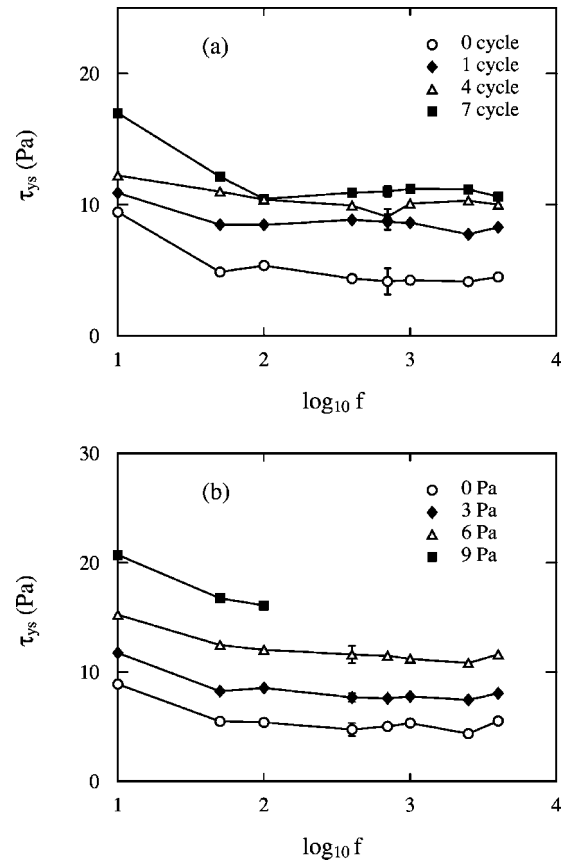 (a)
0 cycle
1 cycle
4 cycle
7 cycle
20
10
0
τys (Pa)
1 2 3 4
log10 f
(b)
0 Pa
3 Pa
6 Pa
9 Pa
30
20
10
0
τys (Pa)
1 2 3 4
log10 f